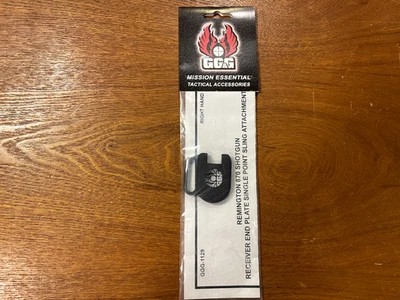 GG&G
MISSION ESSENTIAL
TACTICAL ACCESSORIES
RIGHT HAND
REMINGTON 870 SHOTGUN
RECEIVER END PLATE SINGLE POINT SLING ATTACHMENT
GGG-1129